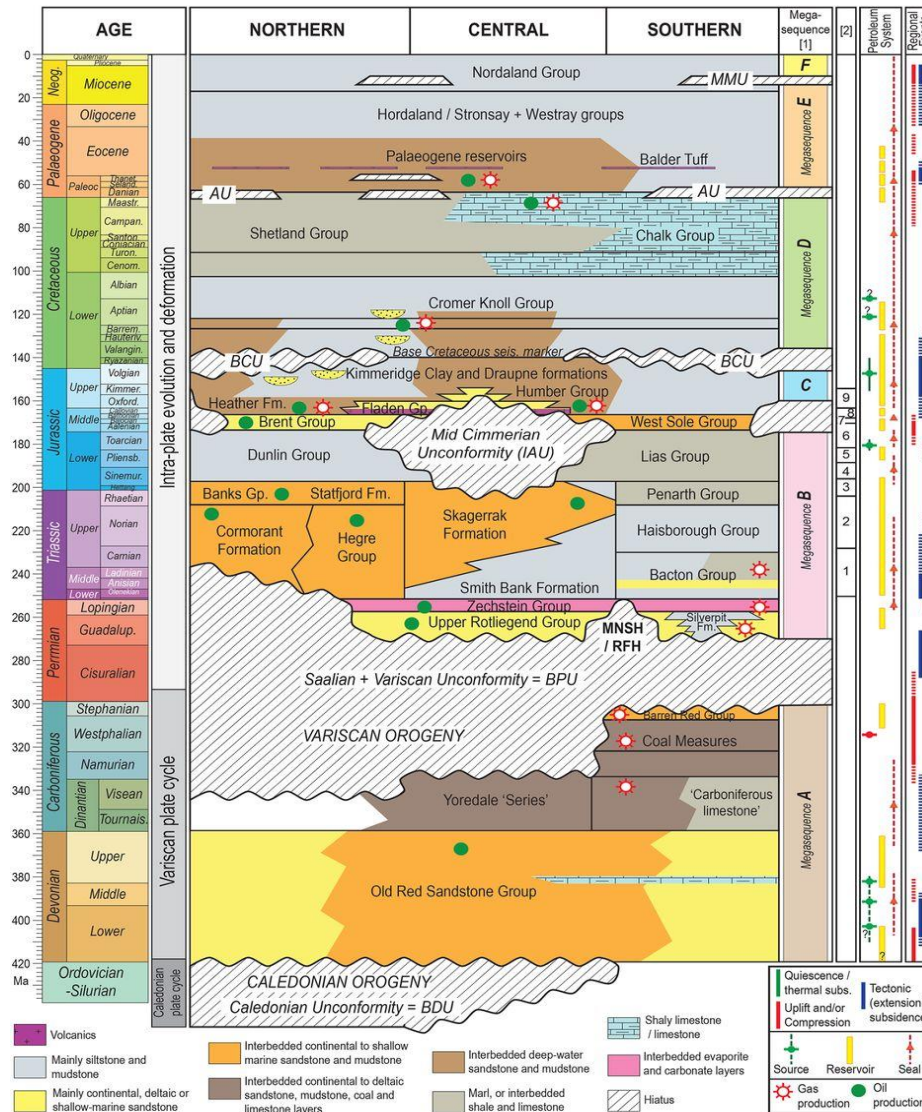 AGE
NORTHERN
CENTRAL
SOUTHERN
Mega-
sequence
[1]
[2]
Petroleum
System
Regional
0
20
40
60
80
100
120
140
160
180
200
220
240
260
280
300
320
340
360
380
400
420
Ma
Neog.
Palaeogene
Cretaceous
Jurassic
Triassic
Permian
Carboniferous
Devonian
Quaternary
Pliocene
Miocene
Oligocene
Eocene
Paleoc
Thanet.
Seland.
Danian
Upper
Maastr.
Campan.
Santon.
Coniacian
Turon.
Cenom.
Lower
Albian
Aptian
Barrem.
Hauteriv.
Valangin.
Ryazanian
Upper
Volgian
Kimmer.
Oxford.
Middle
Callovian
Bathonian
Bajocian
Aalenian
Lower
Toarcian
Pliensb.
Sinemur.
Hettang.
Upper
Rhaetian
Norian
Carnian
Middle
Ladinian
Anisian
Lower
Olenekian
Lopingian
Guadalup.
Cisuralian
Stephanian
Westphalian
Namurian
Dinantian
Visean
Tournais.
Upper
Middle
Lower
Ordovician
-Silurian
Intra-plate evolution and deformation
Variscan plate cycle
Caledonian
plate cycle
Nordaland Group
MMU
Hordaland / Stronsay + Westray groups
Palaeogene reservoirs
Balder Tuff
AU
AU
Shetland Group
Chalk Group
Cromer Knoll Group
Base Cretaceous seis. marker
BCU
BCU
Kimmeridge Clay and Draupne formations
Humber Group
Heather Fm.
Fladen Gp.
Brent Group
West Sole Group
Mid Cimmerian
Unconformity (IAU)
Dunlin Group
Lias Group
Banks Gp.
Statfjord Fm.
Penarth Group
Cormorant
Formation
Hegre
Group
Skagerrak
Formation
Haisborough Group
Bacton Group
Smith Bank Formation
Zechstein Group
Upper Rotliegend Group
Silverpit
Fm.
MNSH
/ RFH
Saalian + Variscan Unconformity = BPU
VARISCAN OROGENY
Barren Red Group
Coal Measures
Yoredale ‘Series’
‘Carboniferous
limestone’
Old Red Sandstone Group
CALEDONIAN OROGENY
Caledonian Unconformity = BDU
F
Megasequence E
Megasequence D
C
Megasequence B
Megasequence A
9
8
7
6
5
4
3
2
1
?
?
?
?
Volcanics
Mainly siltstone and
mudstone
Mainly continental, deltaic or
shallow-marine sandstone
Interbedded continental to shallow
marine sandstone and mudstone
Interbedded continental to deltaic
sandstone, mudstone, coal and
limestone layers
Interbedded deep-water
sandstone and mudstone
Marl, or interbedded
shale and limestone
Shaly limestone
/ limestone
Interbedded evaporite
and carbonate layers
Hiatus
Quiescence /
thermal subs.
Uplift and/or
Compression
Tectonic
(extension
subsidence
Source
Reservoir
Seal
Gas
production
Oil
production